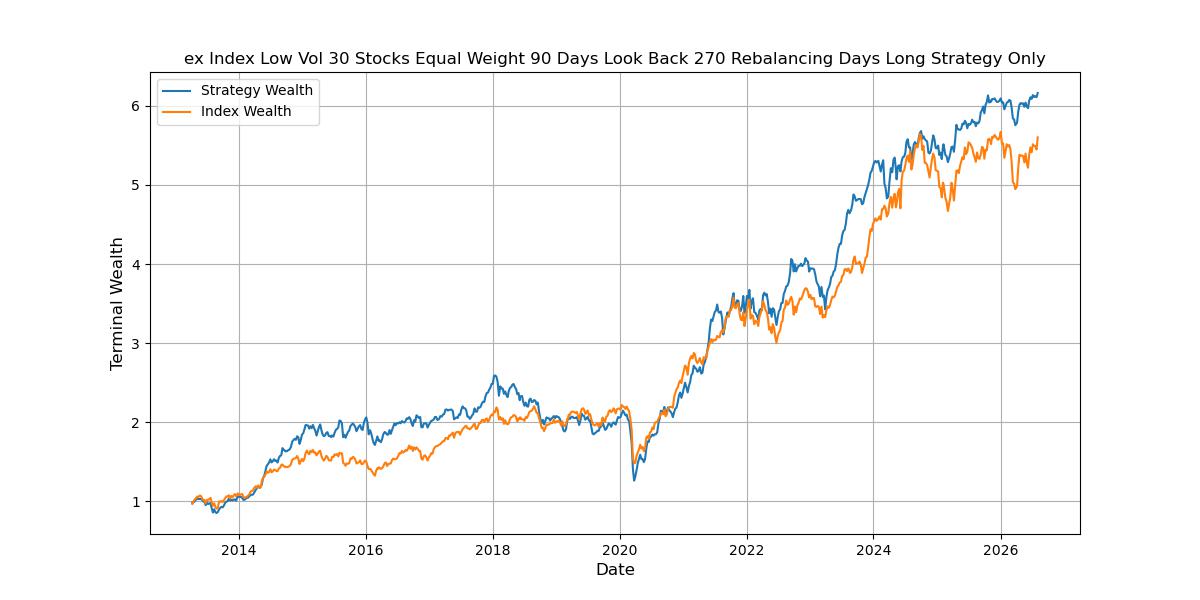 ex Index Low Vol 30 Stocks Equal Weight 90 Days Look Back 270 Rebalancing Days Long Strategy Only
Strategy Wealth
Index Wealth
Terminal Wealth
6
5
4
3
2
1
2014 2016 2018 2020 2022 2024 2026
Date